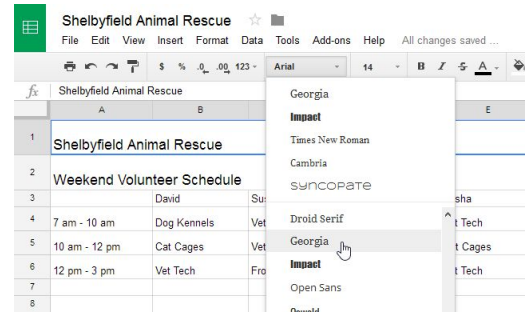 Shelbyfield Animal Rescue
File Edit View Insert Format Data Tools Add-ons Help All changes saved ...
$ % .0 .00 123 Arial 14 B I S A
fx Shelbyfield Animal Rescue
A B E
1 Shelbyfield Animal Rescue
2 Weekend Volunteer Schedule
3 David Su sha
4 7 am - 10 am Dog Kennels Vet t Tech
5 10 am - 12 pm Cat Cages Vet t Cages
6 12 pm - 3 pm Vet Tech Fro t Tech
7
8
Georgia
Impact
Times New Roman
Cambria
Syncopate
Droid Serif
Georgia
Impact
Open Sans
Oswald